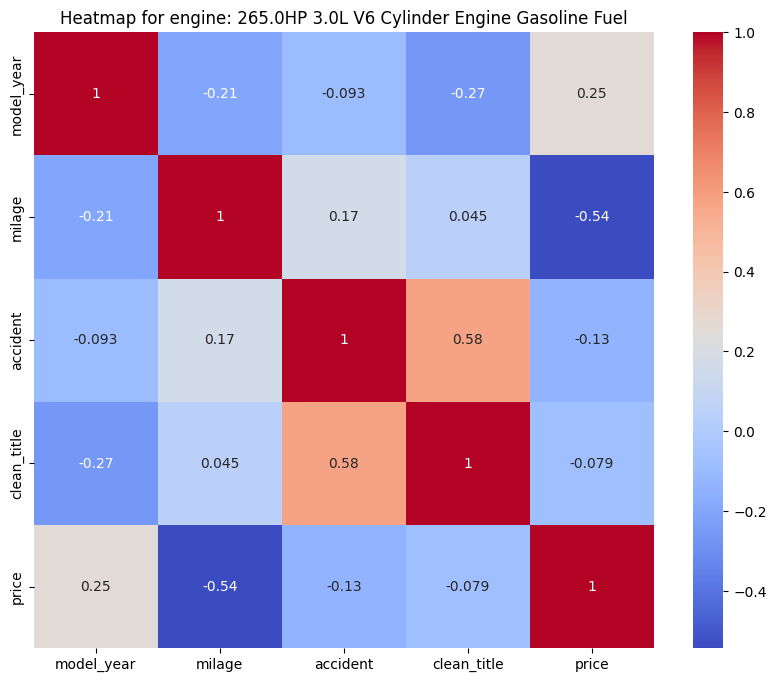 Heatmap for engine: 265.0HP 3.0L V6 Cylinder Engine Gasoline Fuel
model_year 1 -0.21 -0.093 -0.27 0.25
milage -0.21 1 0.17 0.045 -0.54
accident -0.093 0.17 1 0.58 -0.13
clean_title -0.27 0.045 0.58 1 -0.079
price 0.25 -0.54 -0.13 -0.079 1
model_year milage accident clean_title price
1.0
0.8
0.6
0.4
0.2
0.0
−0.2
−0.4